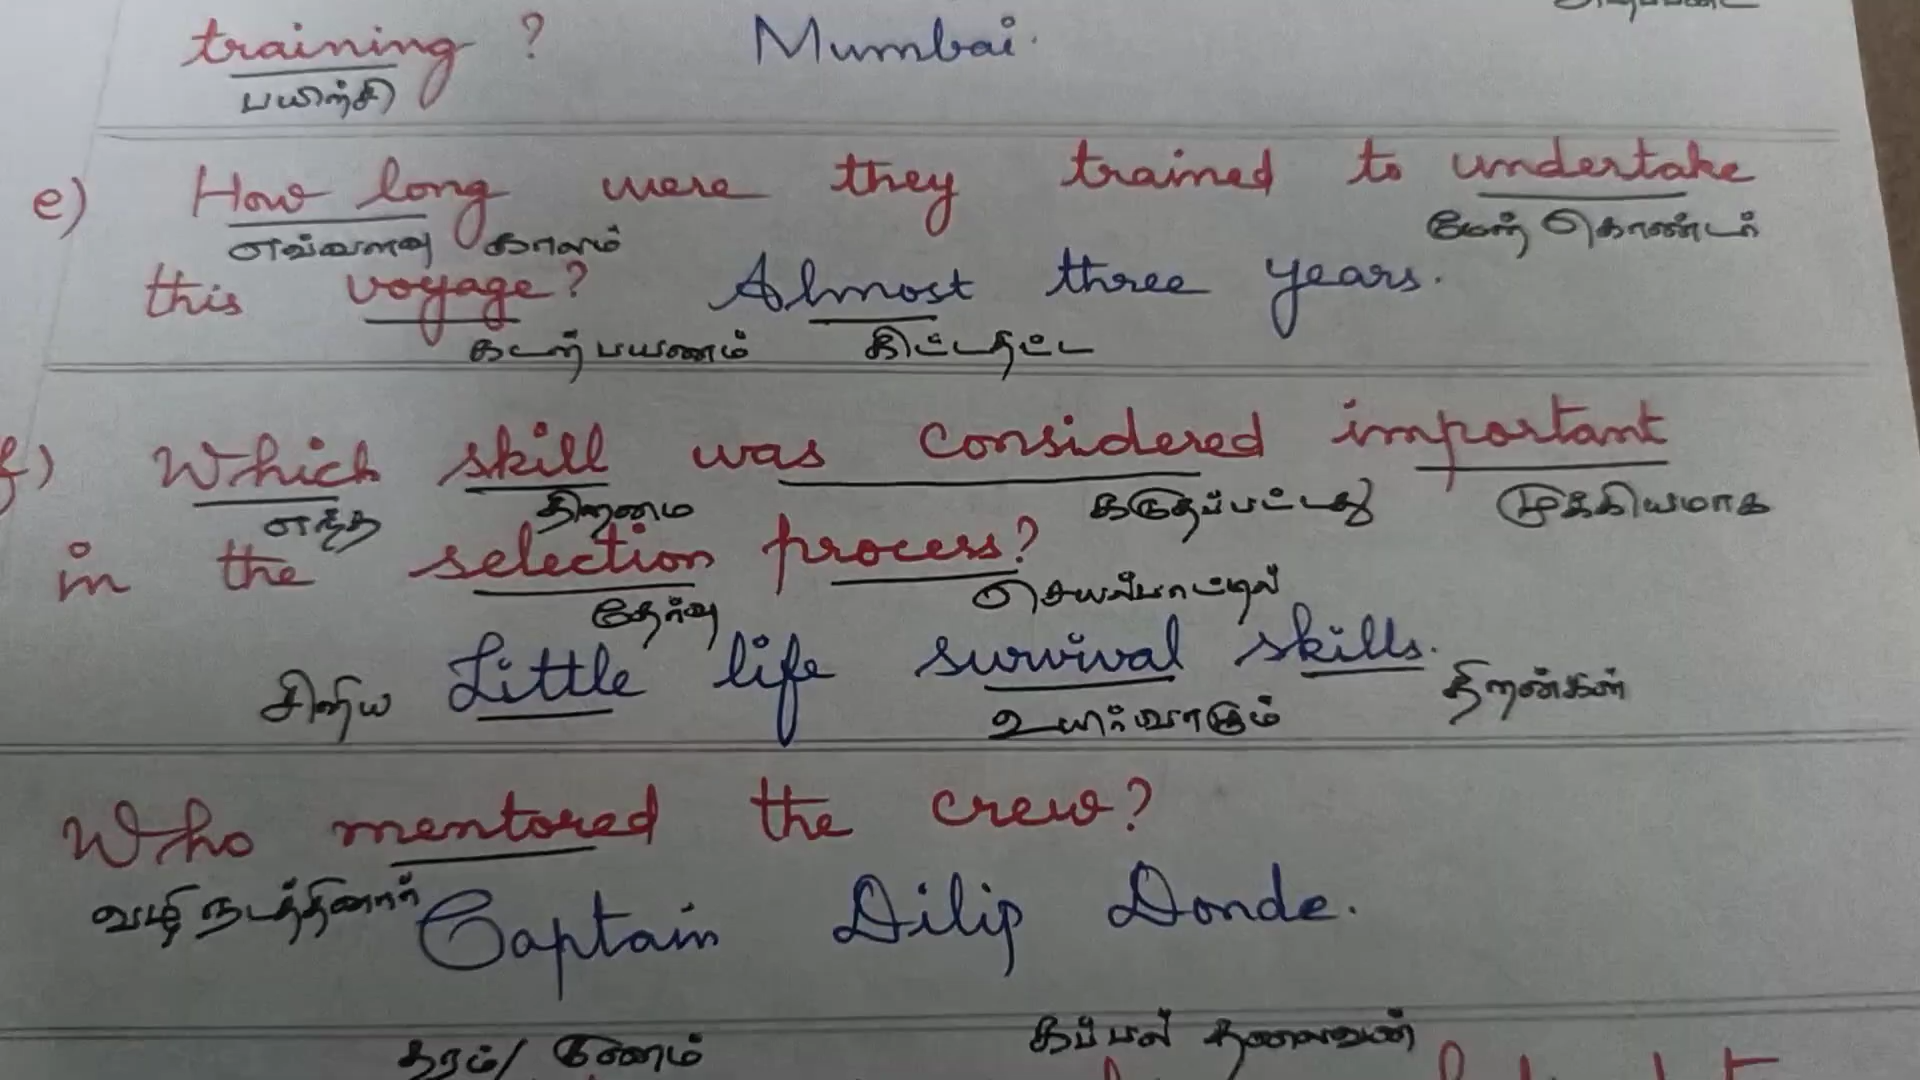 training ? Mumbai.
பயிற்சி
e) How long were they trained to undertake
எவ்வளவு காலம் மேற் கொண்டர்
this voyage? Almost three years.
கடற் பயணம் கிட்டதட்ட
f) Which skill was considered important
எந்த திறமை கருதப்பட்டது முக்கியமாக
in the selection process?
தேர்வு செயல்பாட்டில்
சிறிய Little life survival skills. திறன்கள்
உயிர்வாழும்
Who mentored the crew?
வழி நடத்தினார் Captain Dilip Donde.
தரம்/ கப்பல் தலைவன்